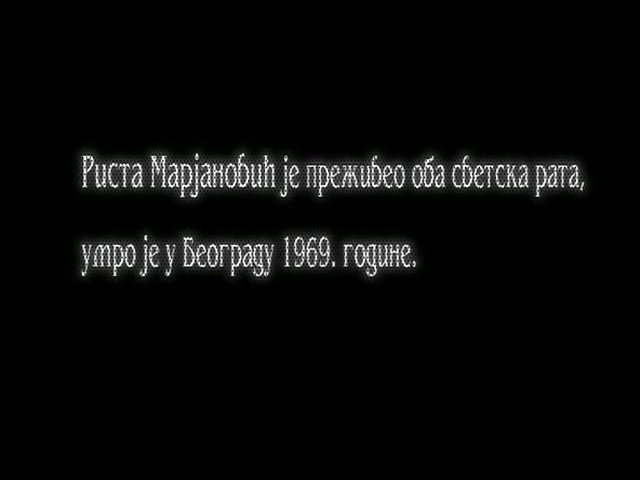 Риста Марјановић је преживео оба светска рата,
умро је у Београду 1969. године.